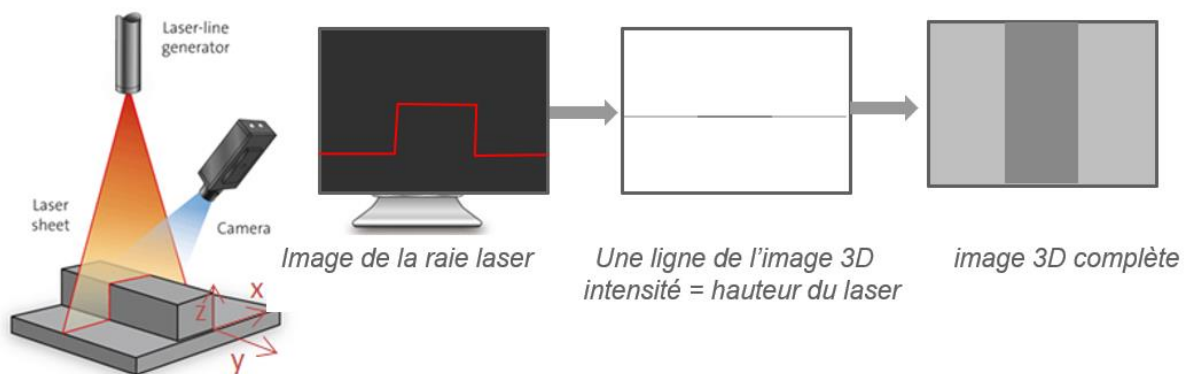 Laser-line
generator
Laser
sheet
Camera
x
z
y
Image de la raie laser
Une ligne de l'image 3D
intensité = hauteur du laser
image 3D complète